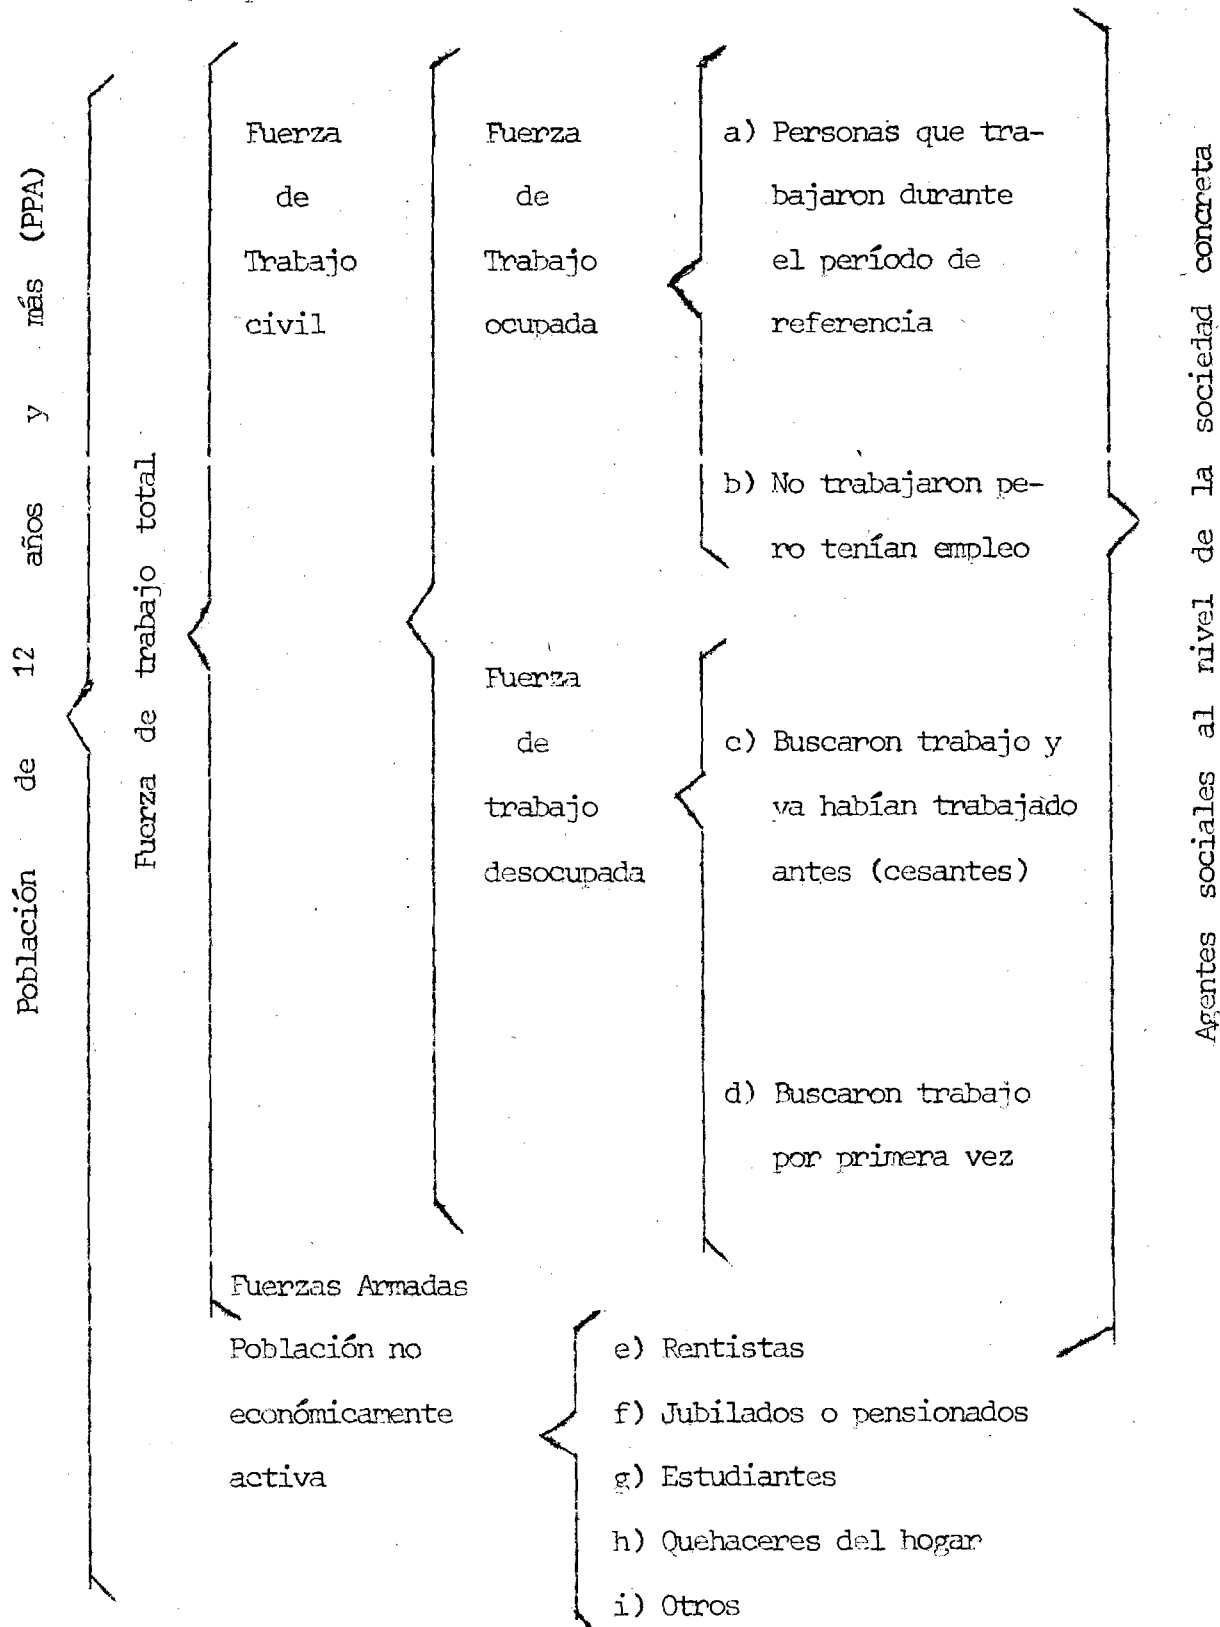 Población de 12 años y más (PPA)
Fuerza de trabajo total
Fuerza
de
Trabajo
civil
Fuerza
de
Trabajo
ocupada
a) Personas que tra-
bajaron durante
el período de
referencia
b) No trabajaron pe-
ro tenían empleo
Fuerza
de
trabajo
desocupada
c) Buscaron trabajo y
ya habían trabajado
antes (cesantes)
d) Buscaron trabajo
por primera vez
Fuerzas Armadas
Población no
económicamente
activa
e) Rentistas
f) Jubilados o pensionados
g) Estudiantes
h) Quehaceres del hogar
i) Otros
Agentes sociales al nivel de la sociedad concreta